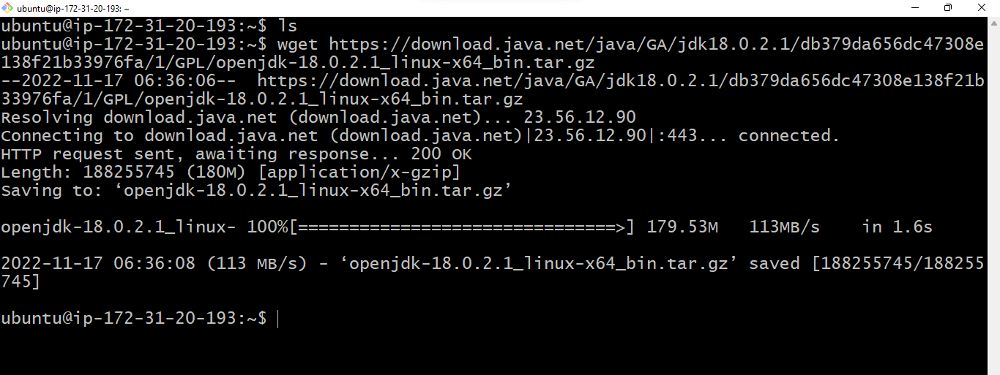 ubuntu@ip-172-31-20-193: ~
ubuntu@ip-172-31-20-193:~$ ls
ubuntu@ip-172-31-20-193:~$ wget https://download.java.net/java/GA/jdk18.0.2.1/db379da656dc47308e
138f21b33976fa/1/GPL/openjdk-18.0.2.1_linux-x64_bin.tar.gz
--2022-11-17 06:36:06--  https://download.java.net/java/GA/jdk18.0.2.1/db379da656dc47308e138f21b
33976fa/1/GPL/openjdk-18.0.2.1_linux-x64_bin.tar.gz
Resolving download.java.net (download.java.net)... 23.56.12.90
Connecting to download.java.net (download.java.net)|23.56.12.90|:443... connected.
HTTP request sent, awaiting response... 200 OK
Length: 188255745 (180M) [application/x-gzip]
Saving to: ‘openjdk-18.0.2.1_linux-x64_bin.tar.gz’
openjdk-18.0.2.1_linux- 100%[===============================>] 179.53M   113MB/s    in 1.6s
2022-11-17 06:36:08 (113 MB/s) - ‘openjdk-18.0.2.1_linux-x64_bin.tar.gz’ saved [188255745/188255
745]
ubuntu@ip-172-31-20-193:~$